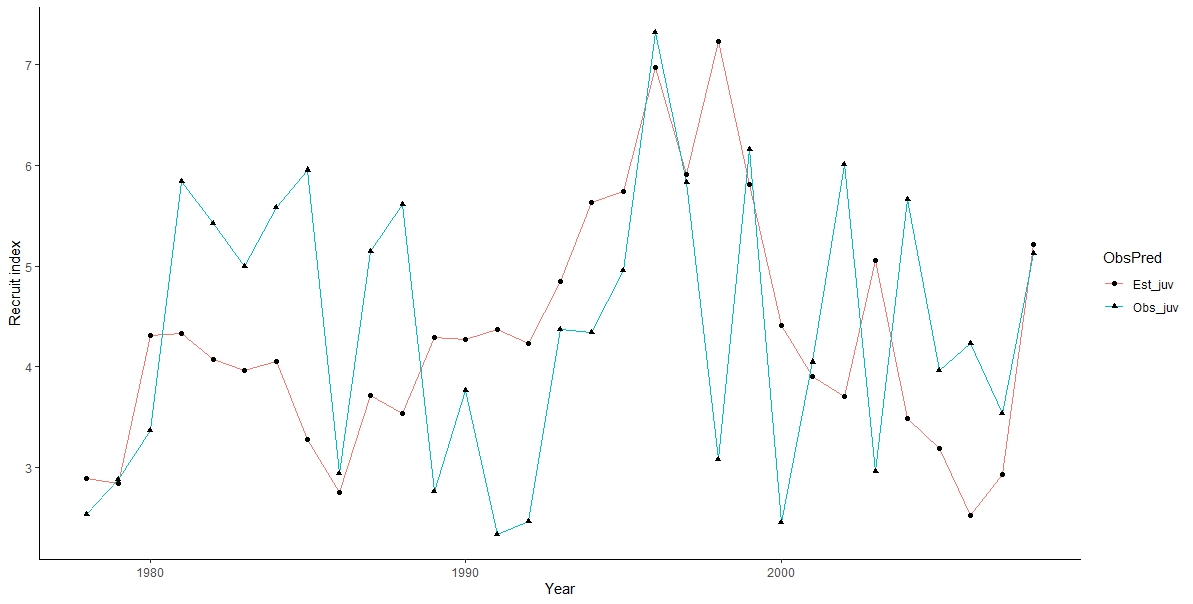 Recruit index
7
6
5
4
3
1980
1990
2000
Year
ObsPred
Est_juv
Obs_juv